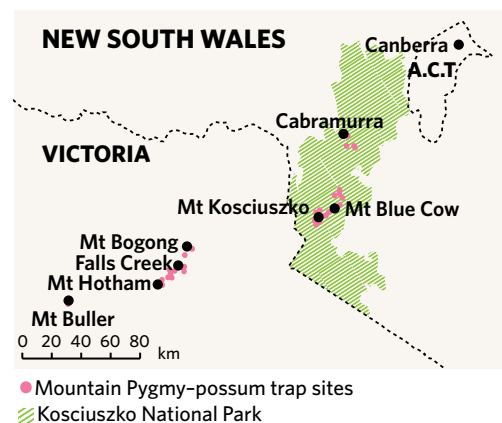 NEW SOUTH WALES
Canberra
A.C.T
Cabramurra
VICTORIA
Mt Kosciuszko
Mt Blue Cow
Mt Bogong
Falls Creek
Mt Hotham
Mt Buller
0 20 40 60 80
km
Mountain Pygmy-possum trap sites
Kosciuszko National Park